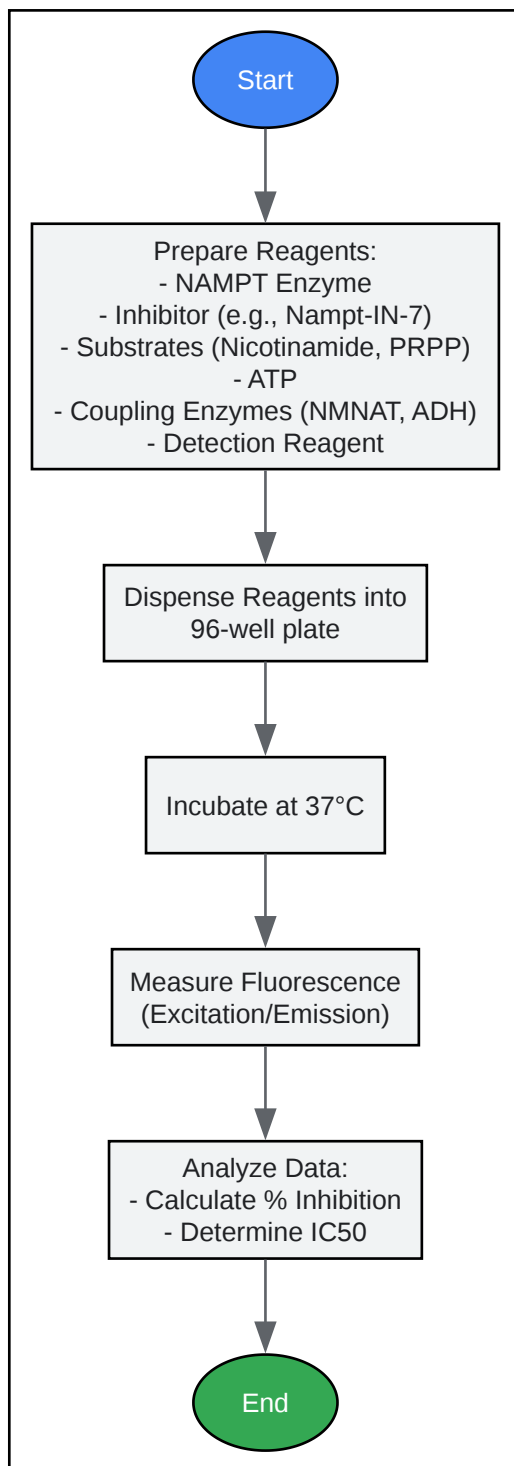 Start
Prepare Reagents:
- NAMPT Enzyme
- Inhibitor (e.g., Nampt-IN-7)
- Substrates (Nicotinamide, PRPP)
- ATP
- Coupling Enzymes (NMNAT, ADH)
- Detection Reagent
Dispense Reagents into
96-well plate
Incubate at 37°C
Measure Fluorescence
(Excitation/Emission)
Analyze Data:
- Calculate % Inhibition
- Determine IC50
End